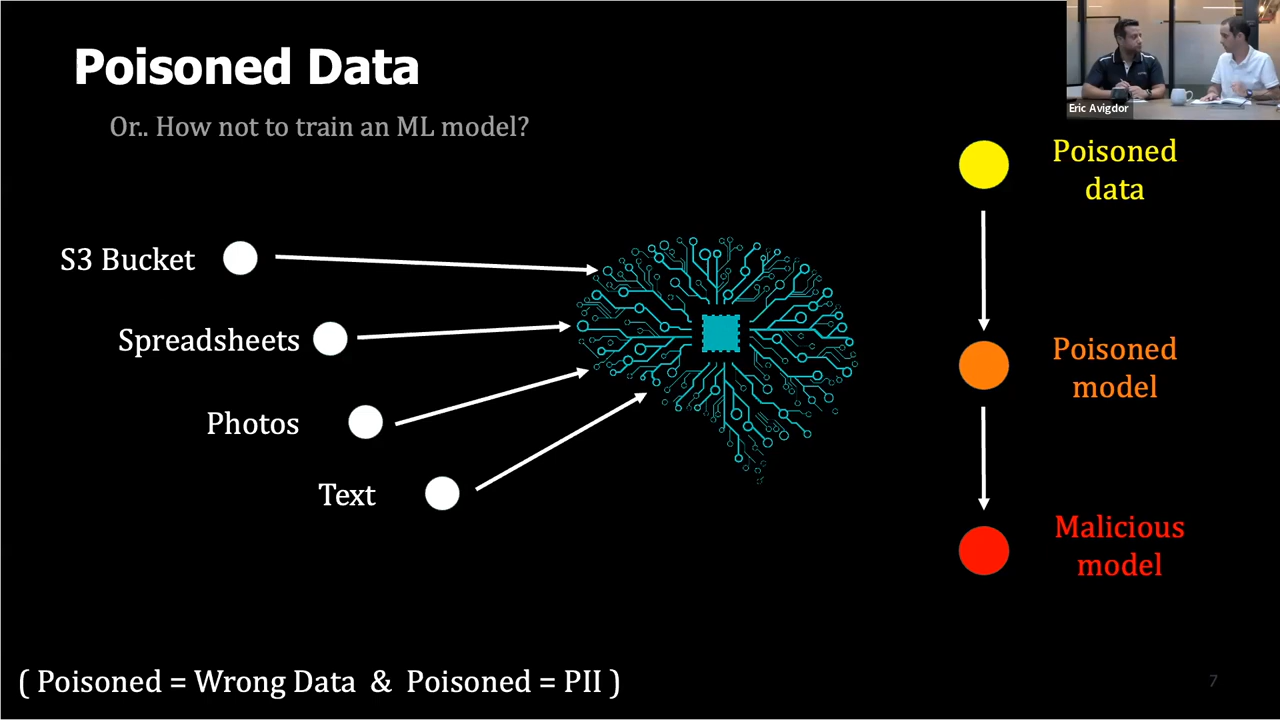 Poisoned Data
Or.. How not to train an ML model?
Eric Avigdor
Poisoned
data
S3 Bucket
Spreadsheets
Photos
Text
Poisoned
model
Malicious
model
( Poisoned = Wrong Data & Poisoned = PII )
7